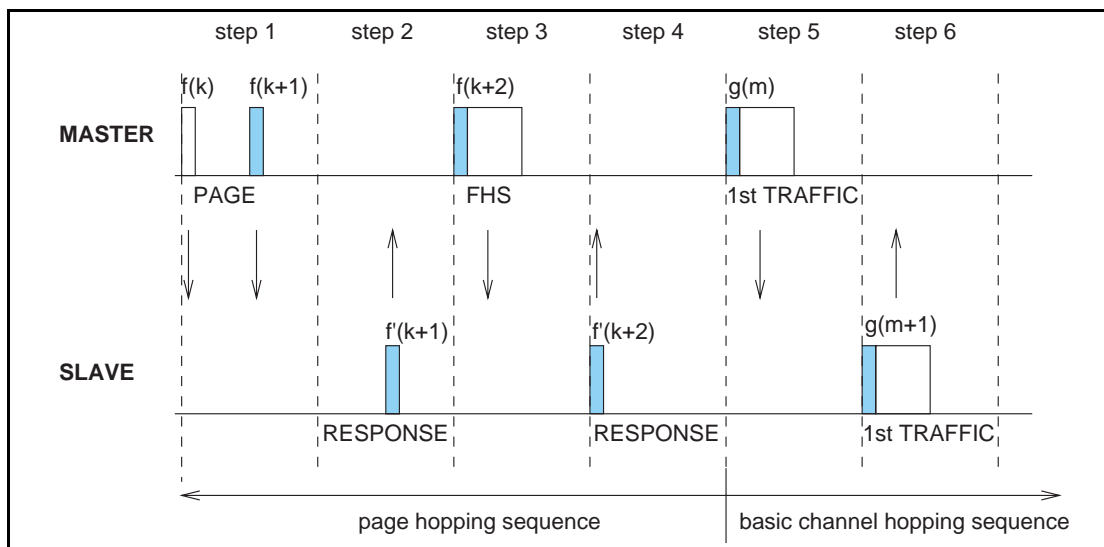 step 1 step 2 step 3 step 4 step 5 step 6
f(k) f(k+1) f(k+2) g(m)
MASTER
PAGE FHS 1st TRAFFIC
f'(k+1) f'(k+2) g(m+1)
SLAVE
RESPONSE RESPONSE 1st TRAFFIC
page hopping sequence basic channel hopping sequence